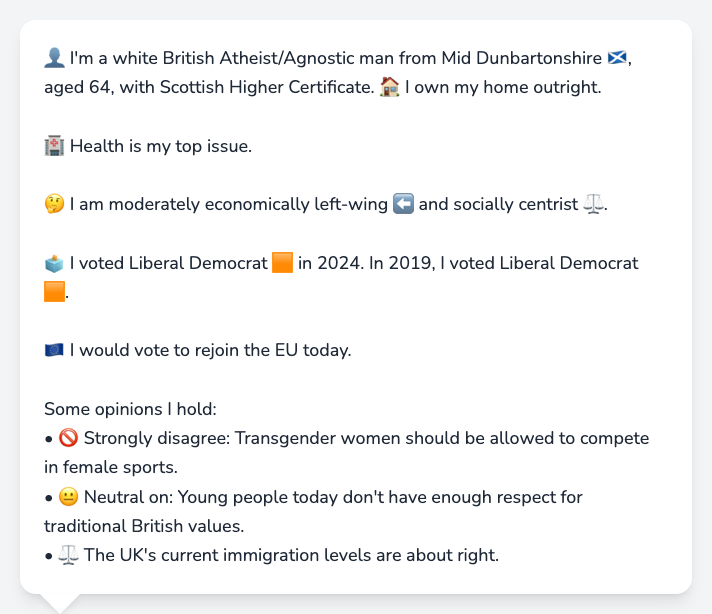 👤 I'm a white British Atheist/Agnostic man from Mid Dunbartonshire 🏴󠁧󠁢󠁳󠁣󠁴󠁿,
aged 64, with Scottish Higher Certificate. 🏠 I own my home outright.
🏥 Health is my top issue.
🤔 I am moderately economically left-wing ⬅️ and socially centrist ⚖️.
🗳️ I voted Liberal Democrat 🟧 in 2024. In 2019, I voted Liberal Democrat
🟧.
🇪🇺 I would vote to rejoin the EU today.
Some opinions I hold:
• 🚫 Strongly disagree: Transgender women should be allowed to compete
in female sports.
• 😐 Neutral on: Young people today don't have enough respect for
traditional British values.
• ⚖️ The UK's current immigration levels are about right.